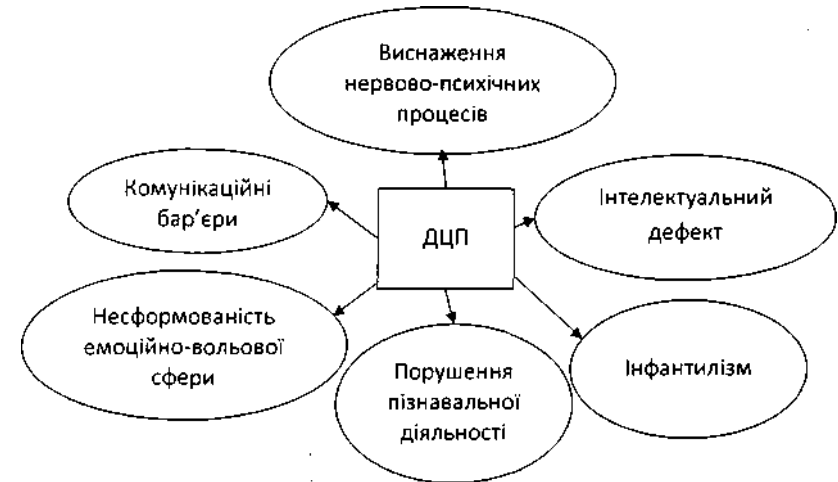 Виснаження
нервово-психічних
процесів
Комунікаційні
бар’єри
ДЦП
Інтелектуальний
дефект
Несформованість
емоційно-вольової
сфери
Порушення
пізнавальної
діяльності
Інфантилізм